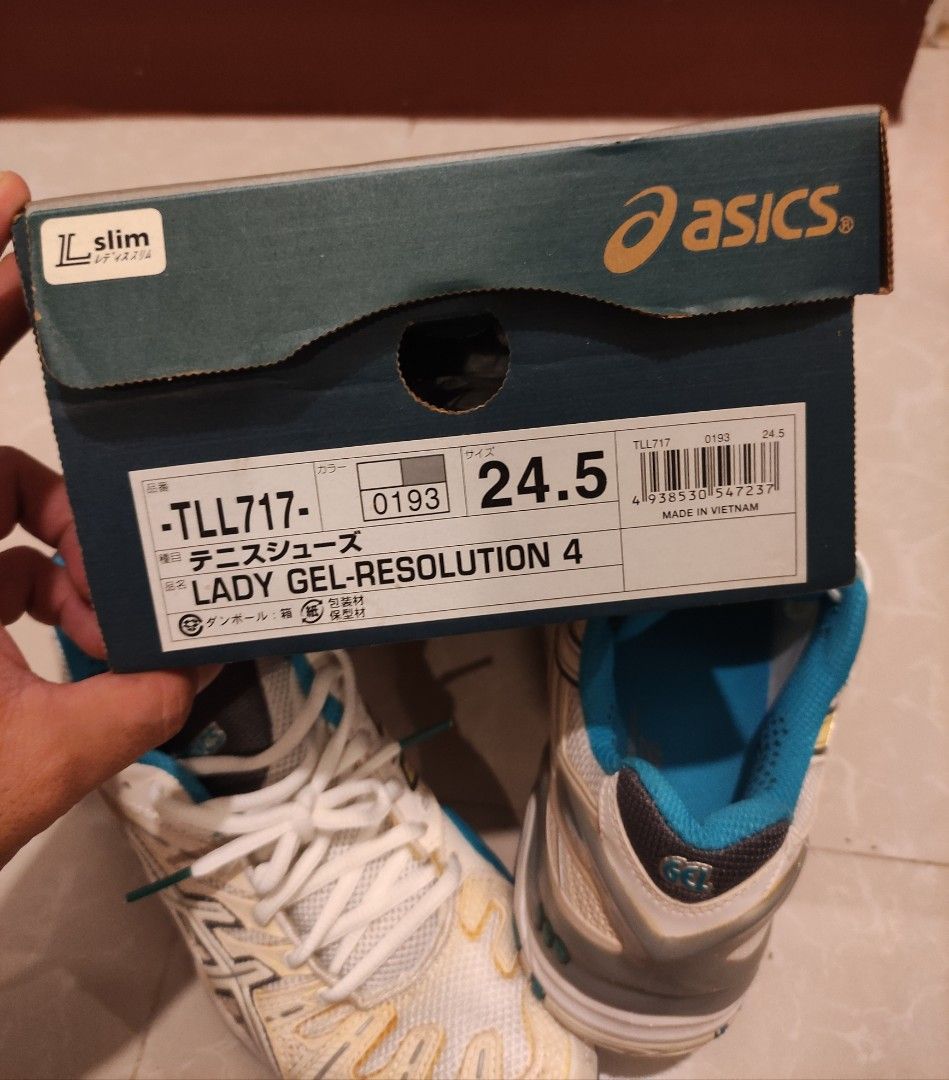 L slim
レディススリム
asics®
品番
-TLL717-
カラー
0193
サイズ
24.5
TLL717 0193 24.5
4 938530 547237
MADE IN VIETNAM
種目 テニスシューズ
品名 LADY GEL-RESOLUTION 4
ダンボール：箱 紙 包装材
保型材
GEL
GEL